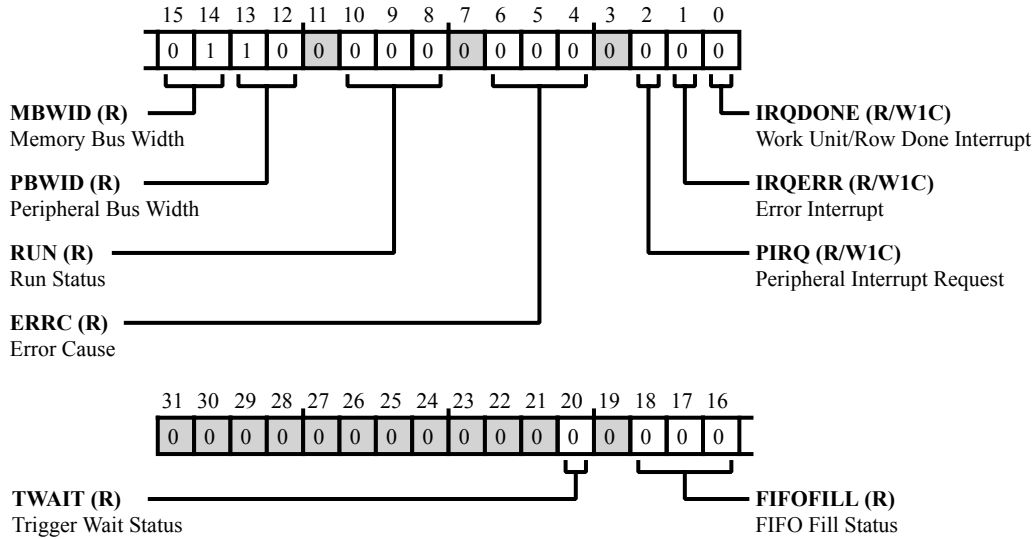 15 14 13 12 11 10 9 8 7 6 5 4 3 2 1 0
0 1 1 0 0 0 0 0 0 0 0 0 0 0 0 0
MBWID (R)
Memory Bus Width
PBWID (R)
Peripheral Bus Width
RUN (R)
Run Status
ERRC (R)
Error Cause
IRQDONE (R/W1C)
Work Unit/Row Done Interrupt
IRQERR (R/W1C)
Error Interrupt
PIRQ (R/W1C)
Peripheral Interrupt Request
31 30 29 28 27 26 25 24 23 22 21 20 19 18 17 16
0 0 0 0 0 0 0 0 0 0 0 0 0 0 0 0
TWAIT (R)
Trigger Wait Status
FIFOFILL (R)
FIFO Fill Status